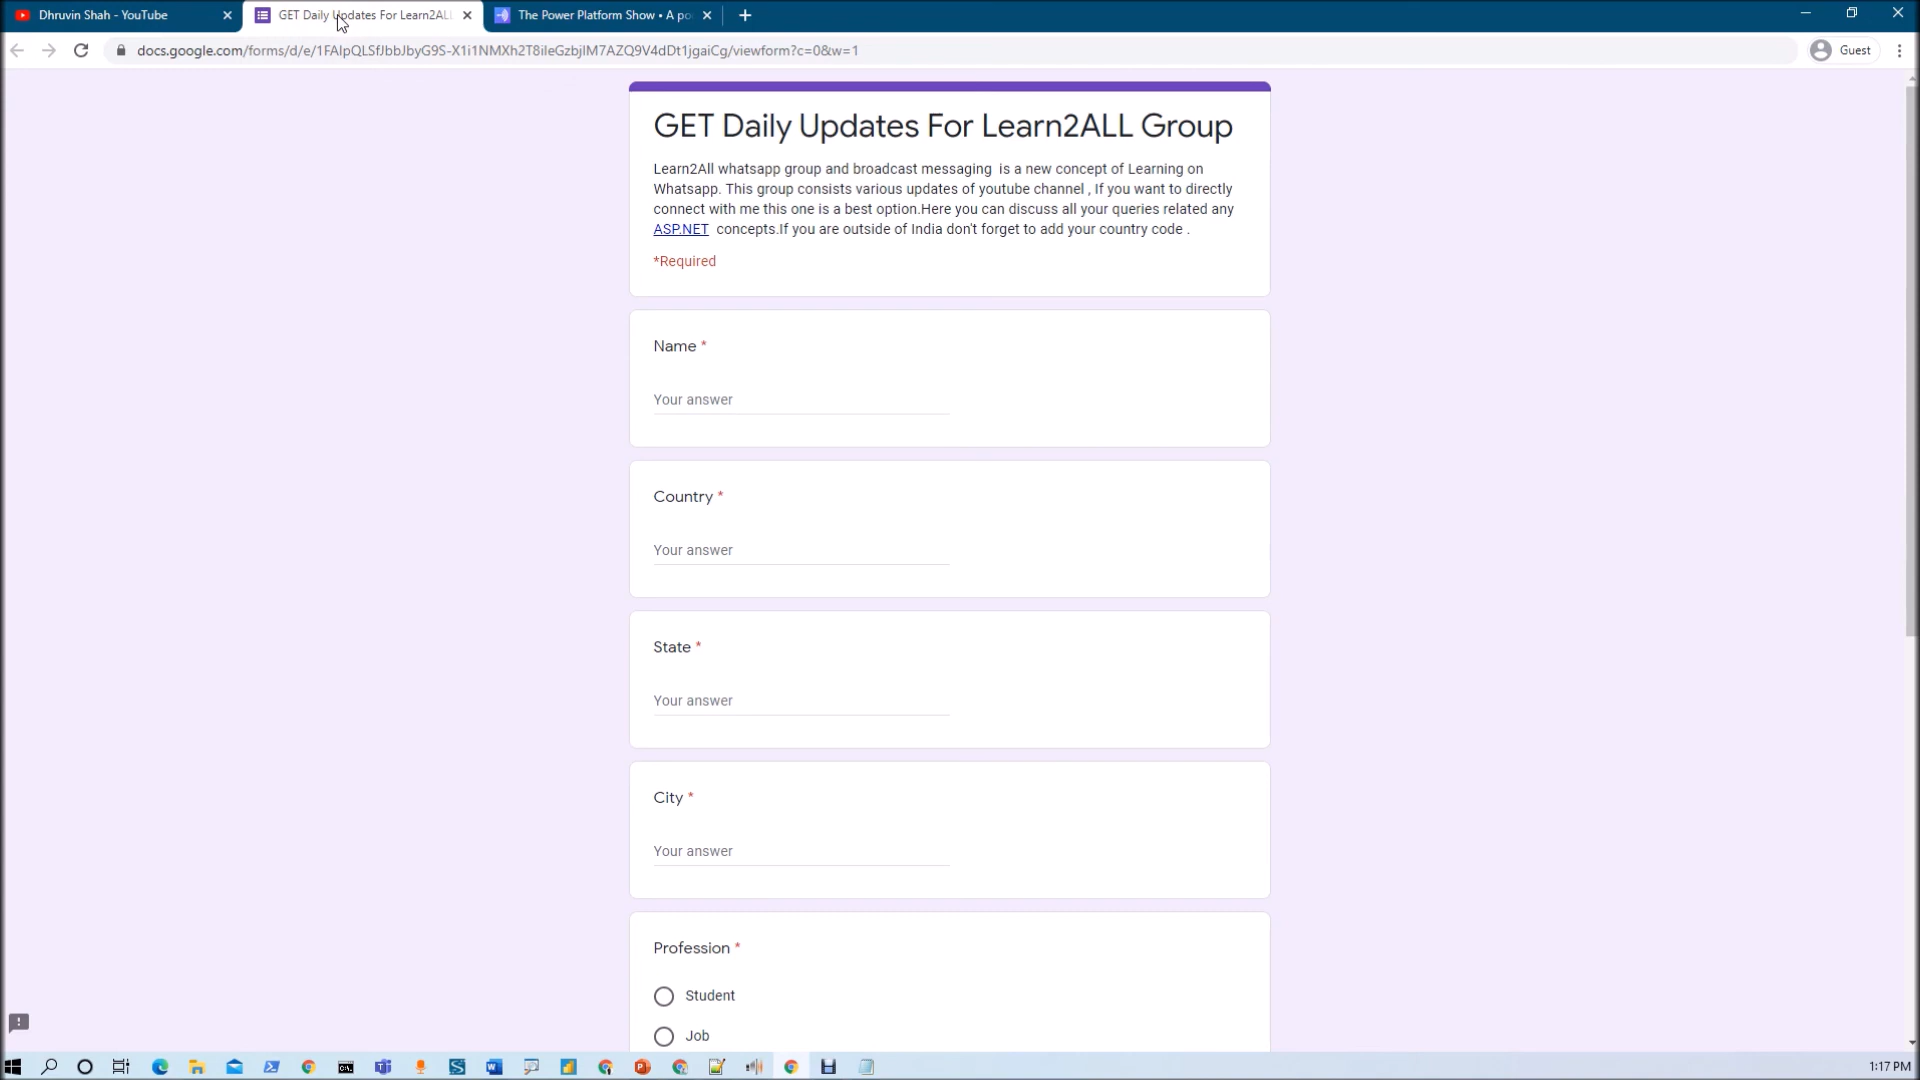 Dhruvin Shah - YouTube
GET Daily Updates For Learn2ALL
The Power Platform Show • A po
docs.google.com/forms/d/e/1FAIpQLSfJbbJbyG9S-X1i1NMXh2T8iIeGzbjIM7AZQ9V4dDt1jgaiCg/viewform?c=0&w=1
Guest
GET Daily Updates For Learn2ALL Group
Learn2All whatsapp group and broadcast messaging is a new concept of Learning on
Whatsapp. This group consists various updates of youtube channel , If you want to directly
connect with me this one is a best option.Here you can discuss all your queries related any
ASP.NET concepts.If you are outside of India don't forget to add your country code .
*Required
Name *
Your answer
Country *
Your answer
State *
Your answer
City *
Your answer
Profession *
Student
Job
1:17 PM